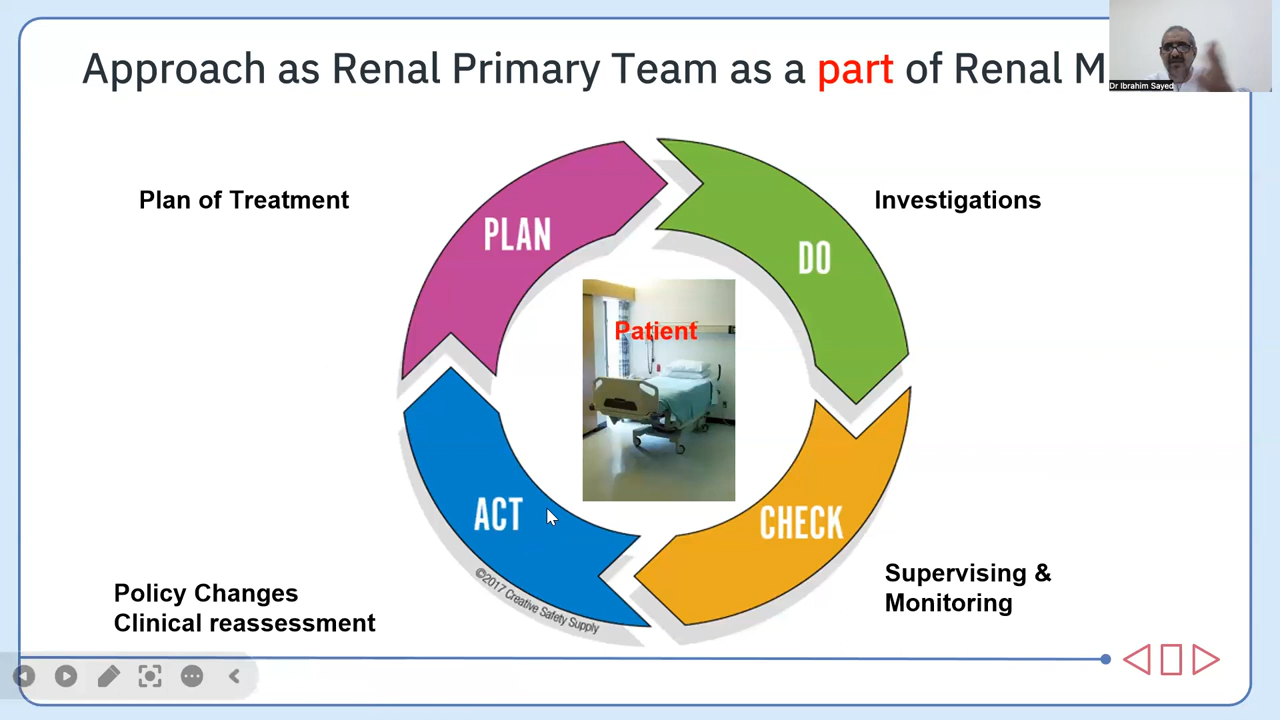 Approach as Renal Primary Team as a part of Renal M
Dr Ibrahim Sayed
Plan of Treatment
PLAN
DO
Investigations
Patient
ACT
CHECK
©2017 Creative Safety Supply
Policy Changes
Clinical reassessment
Supervising &
Monitoring